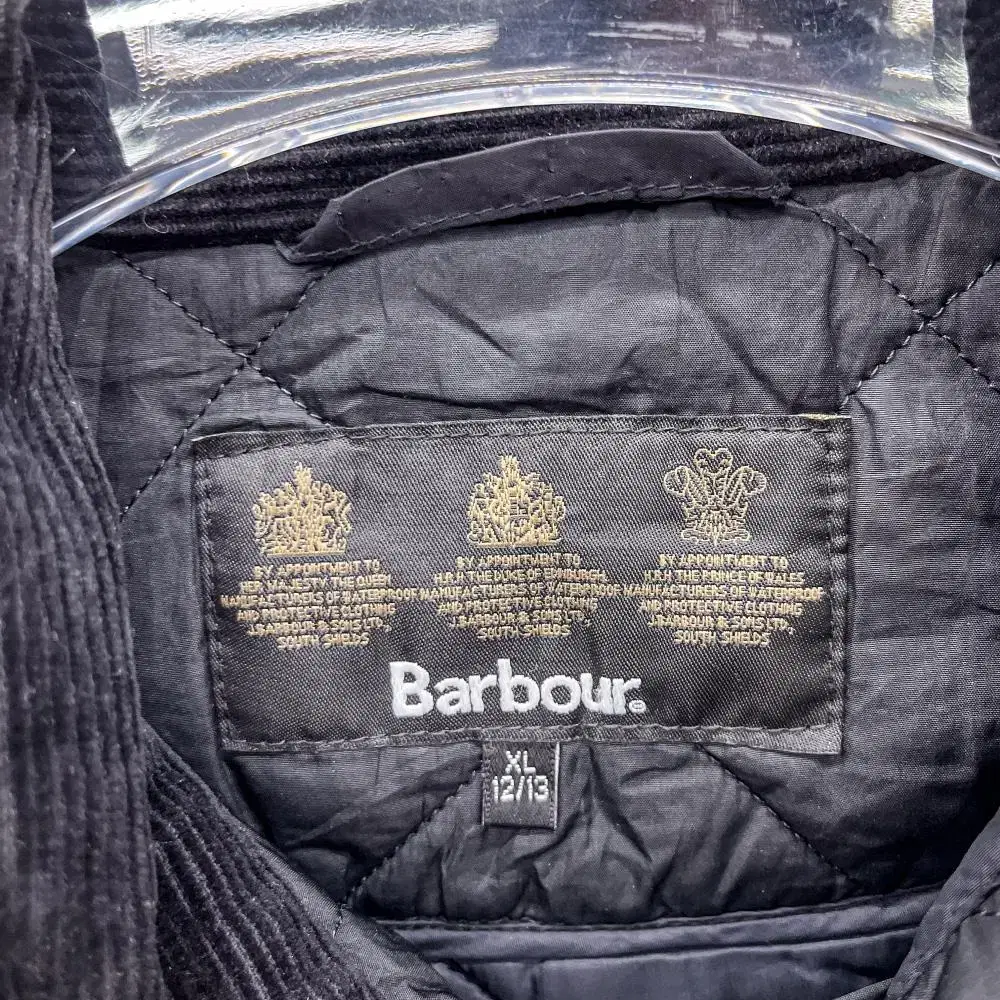 BY APPOINTMENT TO
HER MAJESTY THE QUEEN
MANUFACTURERS OF WATERPROOF
AND PROTECTIVE CLOTHING
J.BARBOUR & SONS LTD,
SOUTH SHIELDS
BY APPOINTMENT TO
H.R.H THE DUKE OF EDINBURGH
MANUFACTURERS OF WATERPROOF
AND PROTECTIVE CLOTHING
J.BARBOUR & SONS LTD,
SOUTH SHIELDS
BY APPOINTMENT TO
H.R.H THE PRINCE OF WALES
MANUFACTURERS OF WATERPROOF
AND PROTECTIVE CLOTHING
J.BARBOUR & SONS LTD,
SOUTH SHIELDS
Barbour®
XL
12/13